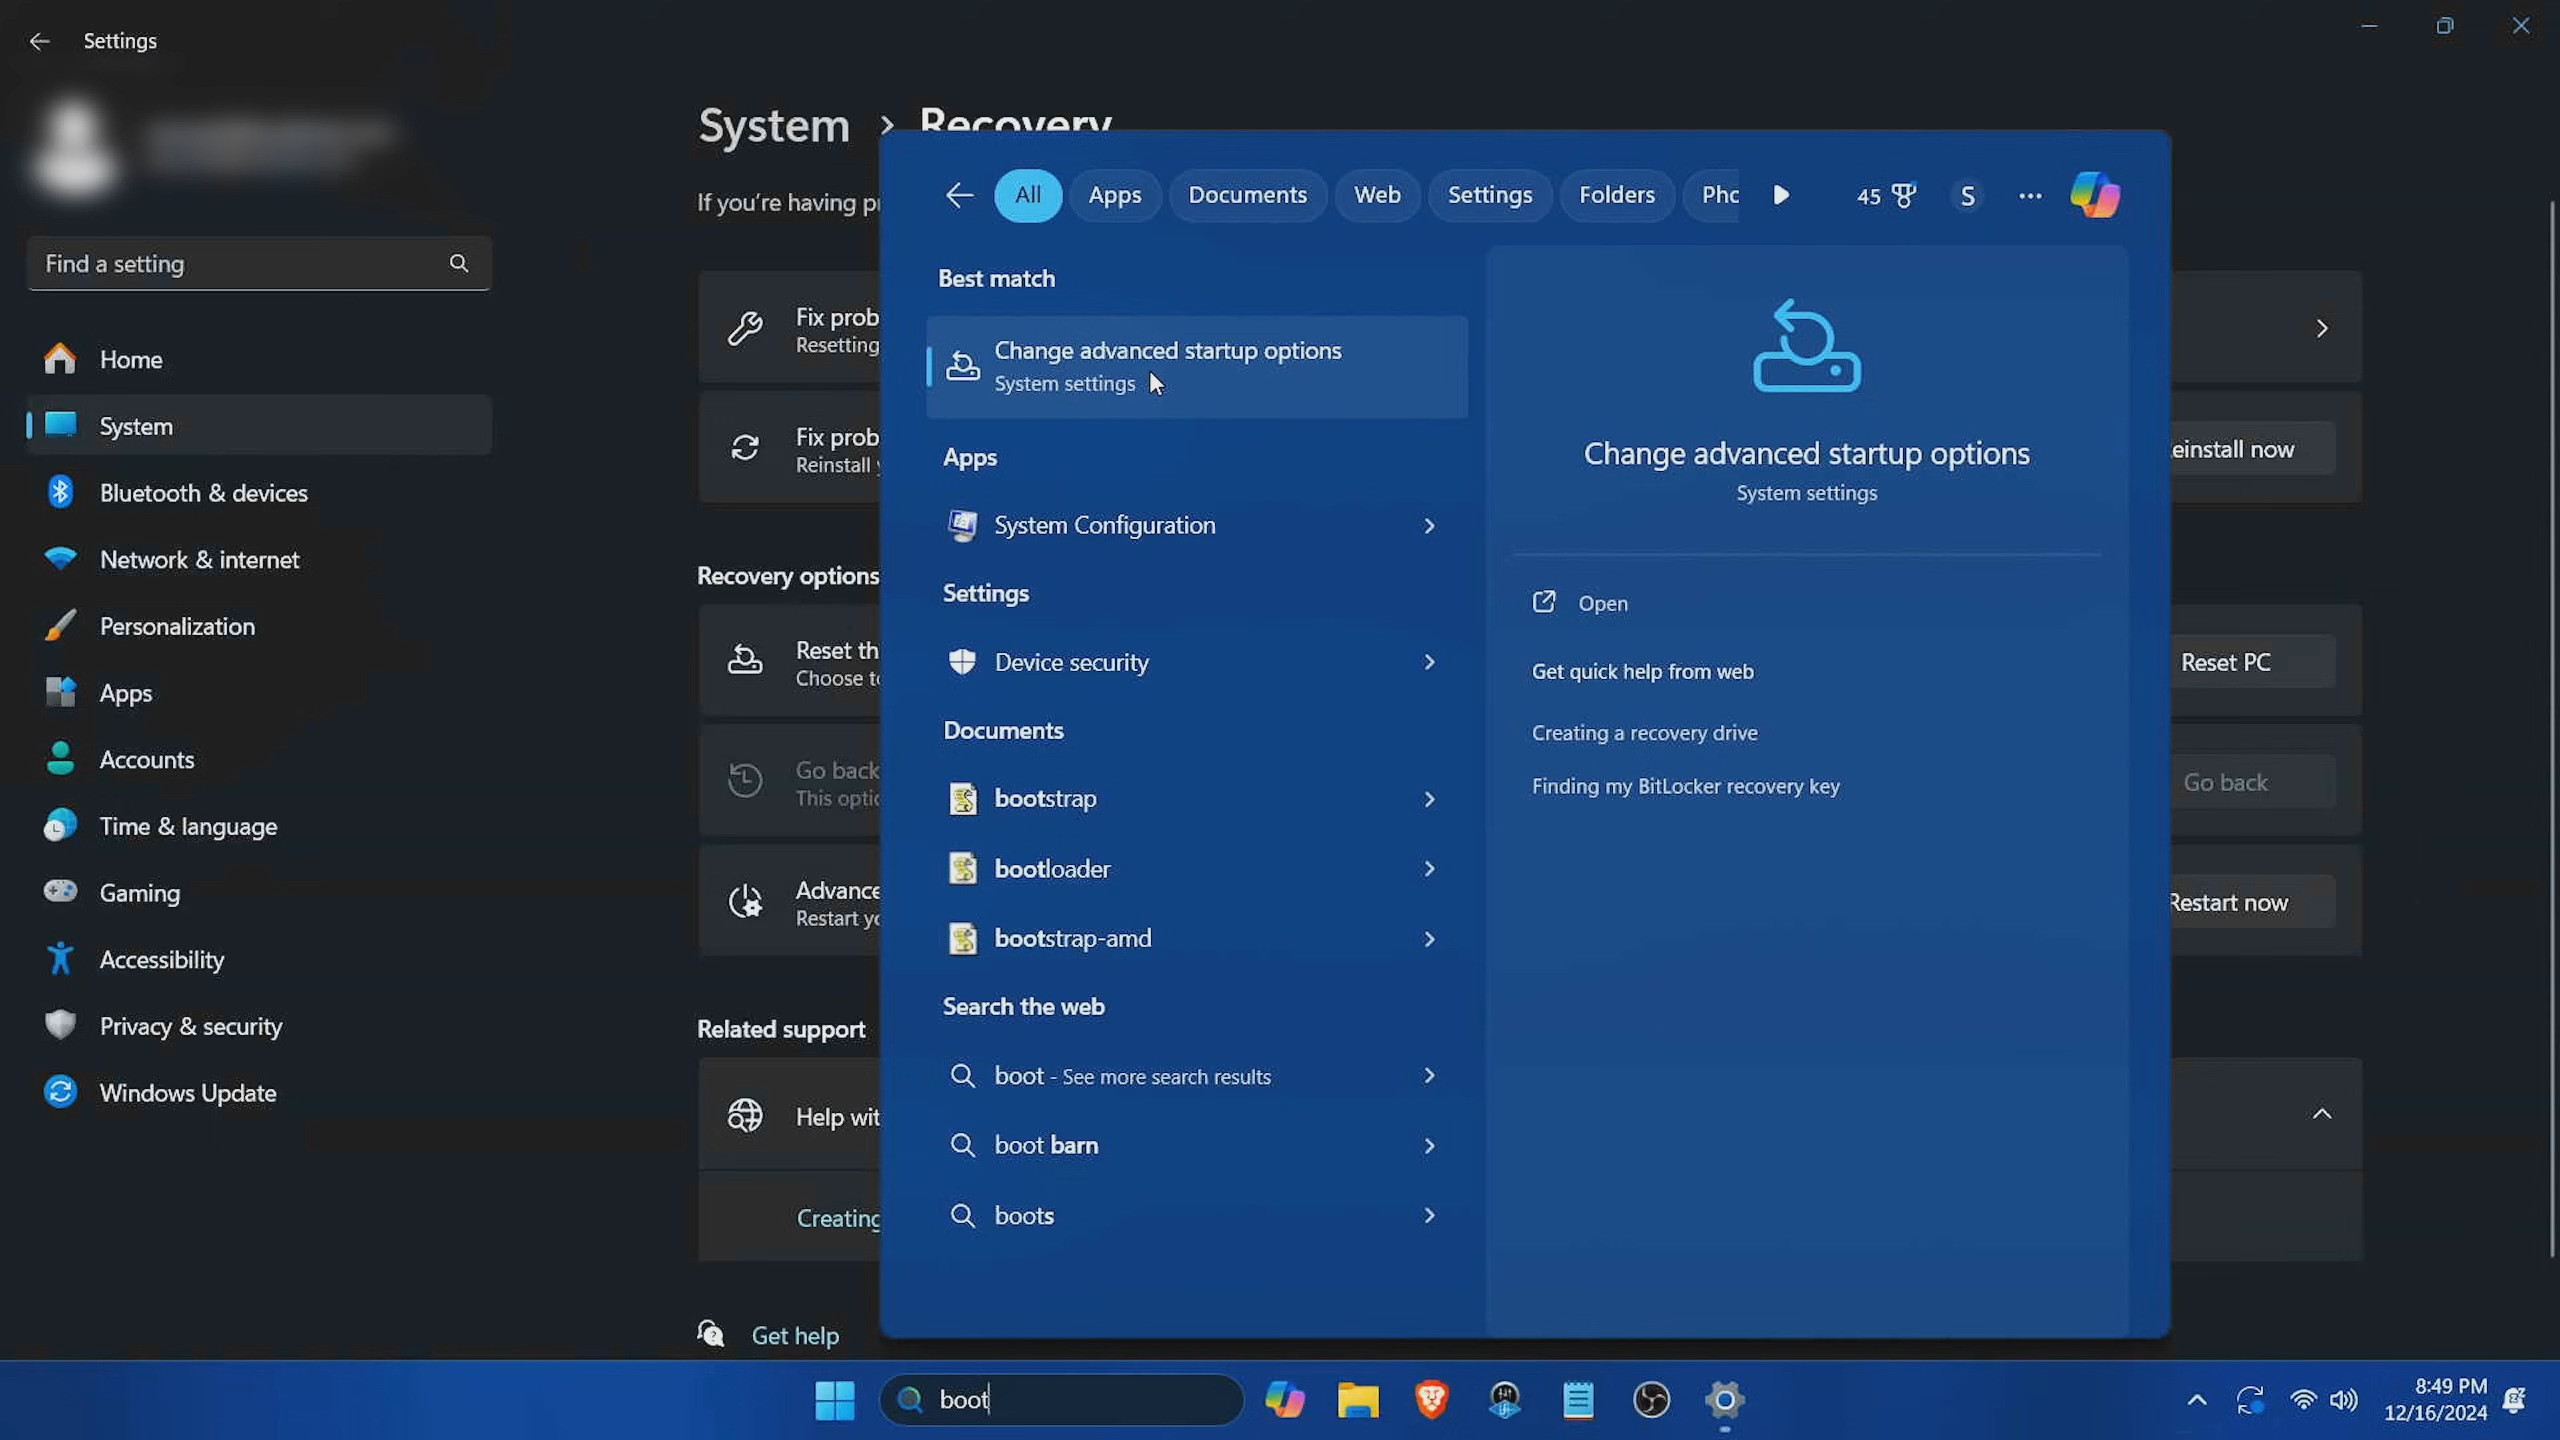 Settings
Find a setting
Home
System
Bluetooth & devices
Network & internet
Personalization
Apps
Accounts
Time & language
Gaming
Accessibility
Privacy & security
Windows Update
System > Recovery
If you're having
Fix prob
Resetting
Fix prob
Reinstall
einstall now
Recovery options
Reset th
Choose t
Reset PC
Go back
This optio
Go back
Advance
Restart yo
Restart now
Related support
Help wit
Creating
Get help
All
Apps
Documents
Web
Settings
Folders
Pho
45
S
Best match
Change advanced startup options
System settings
Apps
System Configuration
Settings
Device security
Documents
bootstrap
bootloader
bootstrap-amd
Search the web
boot - See more search results
boot barn
boots
Change advanced startup options
System settings
Open
Get quick help from web
Creating a recovery drive
Finding my BitLocker recovery key
boot
8:49 PM
12/16/2024